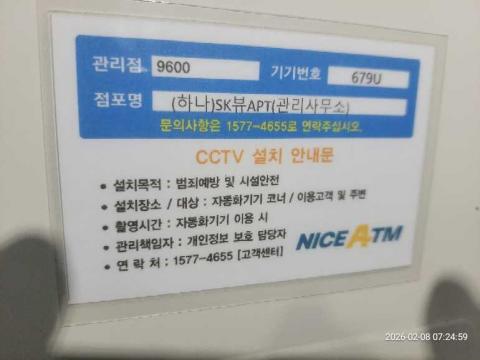 관리점 9600 기기번호 679U
점포명 (하나)SK뷰APT(관리사무소)
문의사항은 1577-4655로 연락주십시오.
CCTV 설치 안내문
• 설치목적 : 범죄예방 및 시설안전
• 설치장소 / 대상 : 자동화기기 코너 / 이용고객 및 주변
• 촬영시간 : 자동화기기 이용 시
• 관리책임자 : 개인정보 보호 담당자
• 연 락 처 : 1577-4655 [고객센터]
NICE ATM
2026-02-08 07:24:59